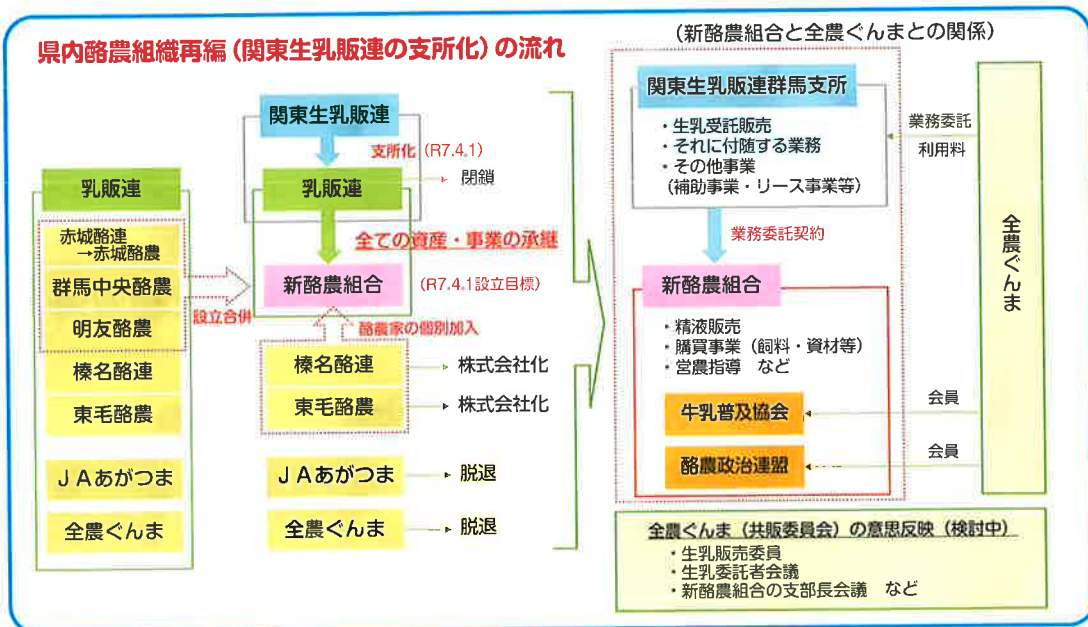 県内酪農組織再編（関東生乳販連の支所化）の流れ
乳販連
赤城酪連
→赤城酪農
群馬中央酪農
明友酪農
榛名酪連
東毛酪農
ＪＡあがつま
全農ぐんま
設立合併
関東生乳販連
支所化（R7.4.1）
乳販連
閉鎖
全ての資産・事業の承継
新酪農組合
（R7.4.1設立目標）
酪農家の個別加入
榛名酪連
株式会社化
東毛酪農
株式会社化
ＪＡあがつま
脱退
全農ぐんま
脱退
（新酪農組合と全農ぐんまとの関係）
関東生乳販連群馬支所
・生乳受託販売
・それに付随する業務
・その他事業
（補助事業・リース事業等）
業務委託
利用料
業務委託契約
新酪農組合
・精液販売
・購買事業（飼料・資材等）
・営農指導　など
牛乳普及協会
会員
酪農政治連盟
会員
全農ぐんま
全農ぐんま（共販委員会）の意思反映（検討中）
・生乳販売委員
・生乳委託者会議
・新酪農組合の支部長会議　など